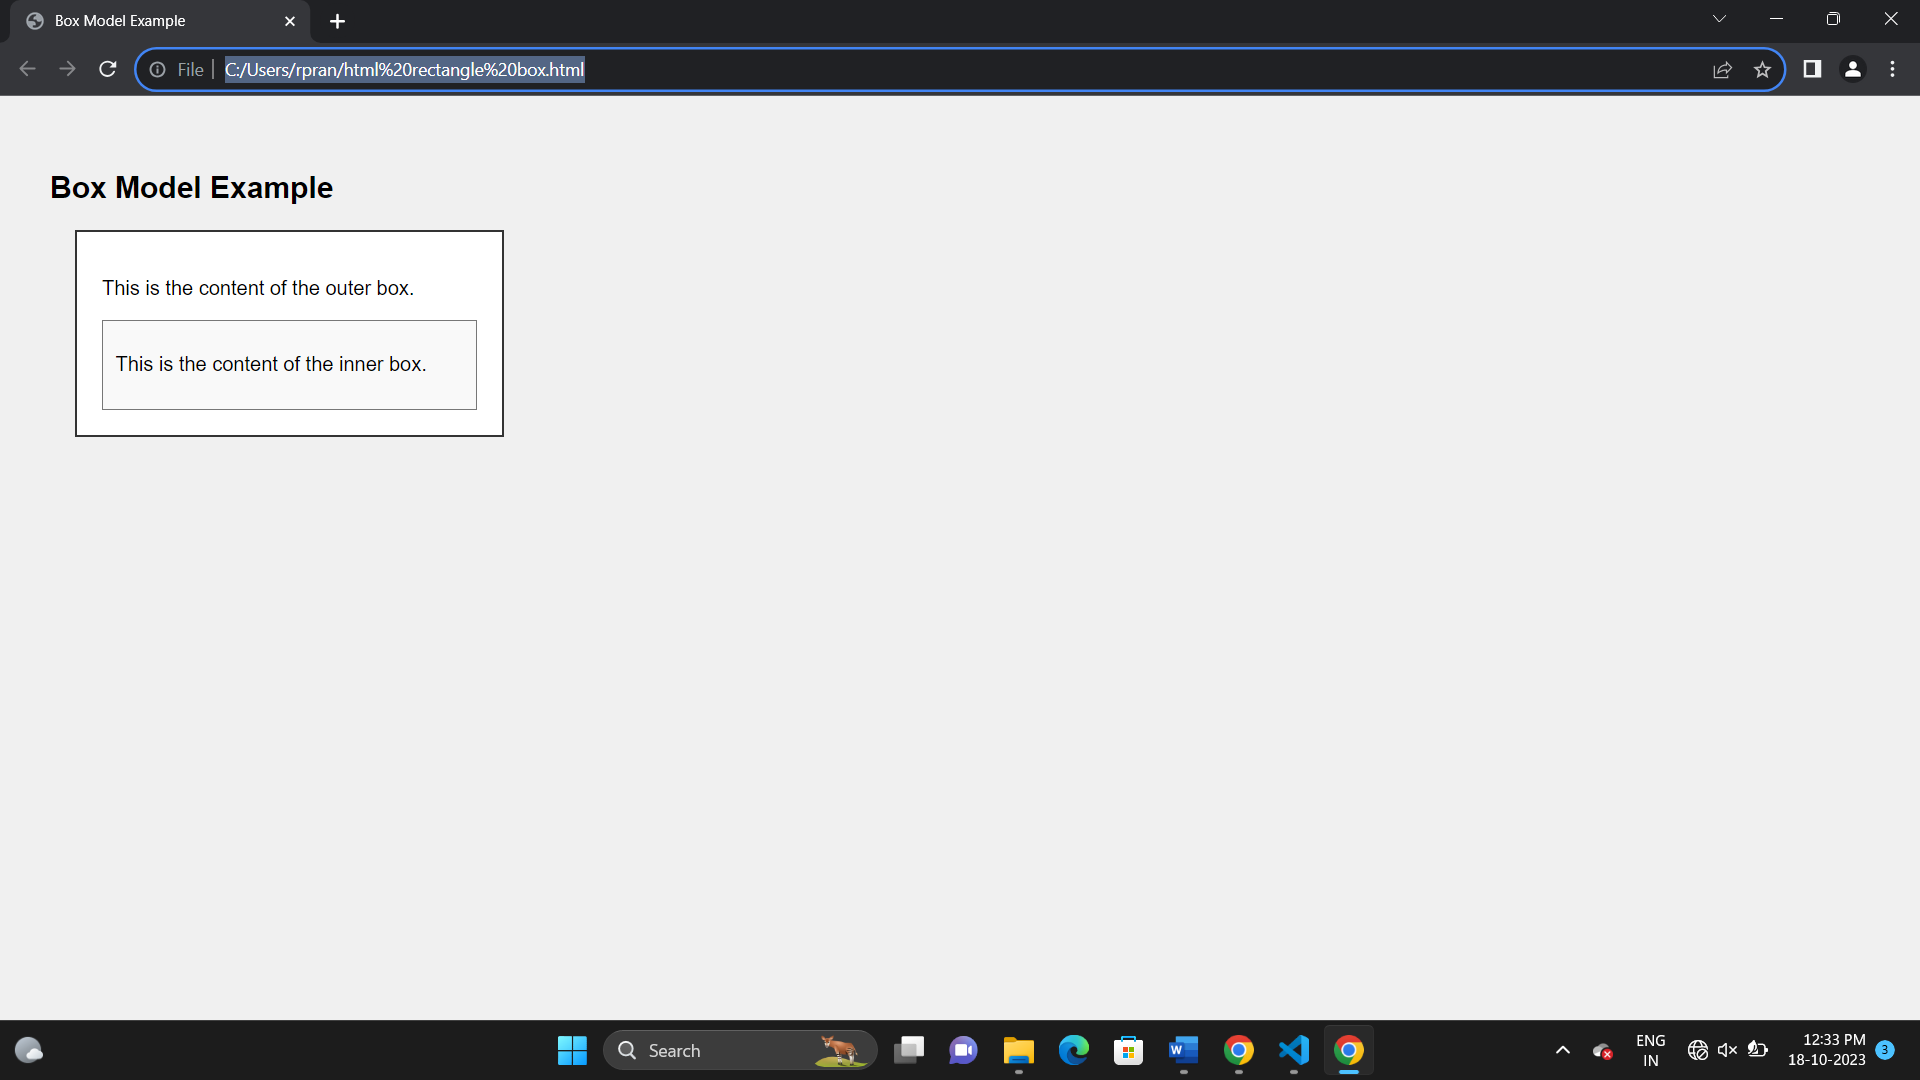 Box Model Example
File
C:/Users/rpran/html%20rectangle%20box.html
Box Model Example
This is the content of the outer box.
This is the content of the inner box.
Search
W
ENG
IN
12:33 PM
18-10-2023
3